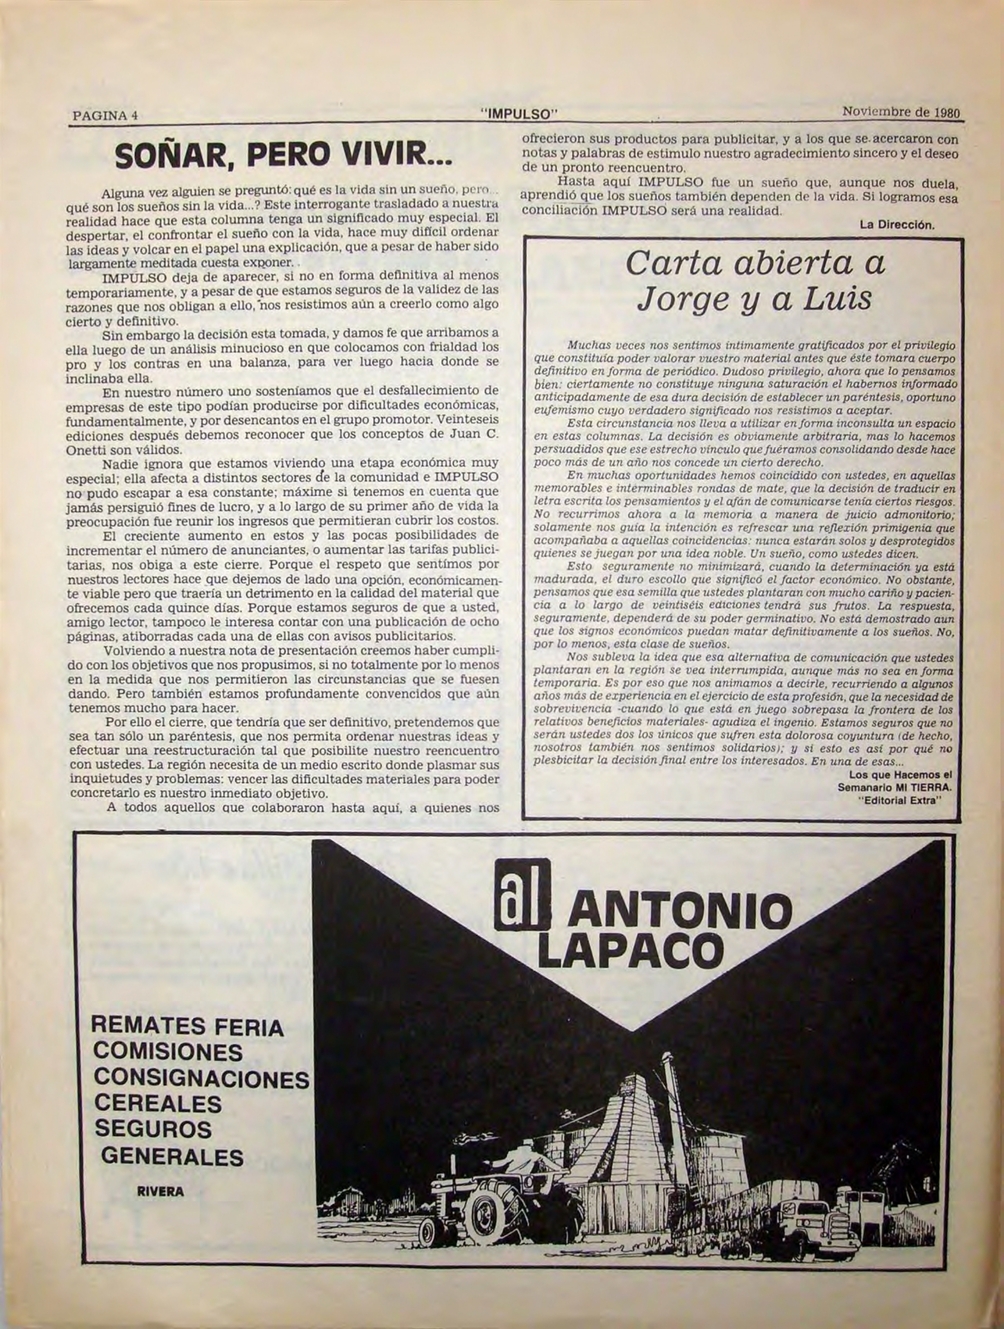 PAGINA 4
"IMPULSO"
Noviembre de 1980
SOÑAR, PERO VIVIR...
Alguna vez alguien se preguntó: qué es la vida sin un sueño, pero
qué son los sueños sin la vida...? Este interrogante trasladado a nuestra
realidad hace que esta columna tenga un significado muy especial. El
despertar, el confrontar el sueño con la vida, hace muy difícil ordenar
las ideas y volcar en el papel una explicación, que a pesar de haber sido
largamente meditada cuesta exponer.
IMPULSO deja de aparecer, si no en forma definitiva al menos
temporariamente, y a pesar de que estamos seguros de la validez de las
razones que nos obligan a ello, nos resistimos aún a creerlo como algo
cierto y definitivo.
Sin embargo la decisión esta tomada, y damos fe que arribamos a
ella luego de un análisis minucioso en que colocamos con frialdad los
pro y los contras en una balanza, para ver luego hacia donde se
inclinaba ella.
En nuestro número uno sosteníamos que el desfallecimiento de
empresas de este tipo podían producirse por dificultades económicas,
fundamentalmente, y por desencantos en el grupo promotor. Veinteseis
ediciones después debemos reconocer que los conceptos de Juan C.
Onetti son válidos.
Nadie ignora que estamos viviendo una etapa económica muy
especial; ella afecta a distintos sectores de la comunidad e IMPULSO
no pudo escapar a esa constante; máxime si tenemos en cuenta que
jamás persiguió fines de lucro, y a lo largo de su primer año de vida la
preocupación fue reunir los ingresos que permitieran cubrir los costos.
El creciente aumento en estos y las pocas posibilidades de
incrementar el número de anunciantes, o aumentar las tarifas publici-
tarias, nos obiga a este cierre. Porque el respeto que sentimos por
nuestros lectores hace que dejemos de lado una opción, económicamen-
te viable pero que traería un detrimento en la calidad del material que
ofrecemos cada quince días. Porque estamos seguros de que a usted,
amigo lector, tampoco le interesa contar con una publicación de ocho
páginas, atiborradas cada una de ellas con avisos publicitarios.
Volviendo a nuestra nota de presentación creemos haber cumpli-
do con los objetivos que nos propusimos, si no totalmente por lo menos
en la medida que nos permitieron las circunstancias que se fuesen
dando. Pero también estamos profundamente convencidos que aún
tenemos mucho para hacer.
Por ello el cierre, que tendría que ser definitivo, pretendemos que
sea tan sólo un paréntesis, que nos permita ordenar nuestras ideas y
efectuar una reestructuración tal que posibilite nuestro reencuentro
con ustedes. La región necesita de un medio escrito donde plasmar sus
inquietudes y problemas: vencer las dificultades materiales para poder
concretarlo es nuestro inmediato objetivo.
A todos aquellos que colaboraron hasta aquí, a quienes nos
ofrecieron sus productos para publicitar, y a los que se acercaron con
notas y palabras de estimulo nuestro agradecimiento sincero y el deseo
de un pronto reencuentro.
Hasta aquí IMPULSO fue un sueño que, aunque nos duela,
aprendió que los sueños también dependen de la vida. Si logramos esa
conciliación IMPULSO será una realidad.
La Dirección.
Carta abierta a
Jorge y a Luis
Muchas veces nos sentimos intimamente gratificados por el privilegio
que constituía poder valorar vuestro material antes que éste tomara cuerpo
definitivo en forma de periódico. Dudoso privilegio, ahora que lo pensamos
bien: ciertamente no constituye ninguna saturación el habernos informado
anticipadamente de esa dura decisión de establecer un paréntesis, oportuno
eufemismo cuyo verdadero significado nos resistimos a aceptar.
Esta circunstancia nos lleva a utilizar en forma inconsulta un espacio
en estas columnas. La decisión es obviamente arbitraria, mas lo hacemos
persuadidos que ese estrecho vínculo que fuéramos consolidando desde hace
poco más de un año nos concede un cierto derecho.
En muchas oportunidades hemos coincidido con ustedes, en aquellas
memorables e interminables rondas de mate, que la decisión de traducir en
letra escrita los pensamientos y el afán de comunicarse tenía ciertos riesgos.
No recurrimos ahora a la memoria a manera de juicio admonitorio;
solamente nos guía la intención es refrescar una reflexión primigenia que
acompañaba a aquellas coincidencias: nunca estarán solos y desprotegidos
quienes se juegan por una idea noble. Un sueño, como ustedes dicen.
Esto seguramente no minimizará, cuando la determinación ya está
madurada, el duro escollo que significó el factor económico. No obstante,
pensamos que esa semilla que ustedes plantaran con mucho cariño y pacien-
cia a lo largo de veintiséis ediciones tendrá sus frutos. La respuesta,
seguramente, dependerá de su poder germinativo. No está demostrado aun
que los signos económicos puedan matar definitivamente a los sueños. No,
por lo menos, esta clase de sueños.
Nos subleva la idea que esa alternativa de comunicación que ustedes
plantaran en la región se vea interrumpida, aunque más no sea en forma
temporaria. Es por eso que nos animamos a decirle, recurriendo a algunos
años más de experiencia en el ejercicio de esta profesión, que la necesidad de
sobrevivencia -cuando lo que está en juego sobrepasa la frontera de los
relativos beneficios materiales- agudiza el ingenio. Estamos seguros que no
serán ustedes dos los únicos que sufren esta dolorosa coyuntura (de hecho,
nosotros también nos sentimos solidarios); y si esto es así por qué no
plesbicitar la decisión final entre los interesados. En una de esas...
Los que Hacemos el
Semanario MI TIERRA.
"Editorial Extra"
al ANTONIO
LAPACO
REMATES FERIA
COMISIONES
CONSIGNACIONES
CEREALES
SEGUROS
GENERALES
RIVERA